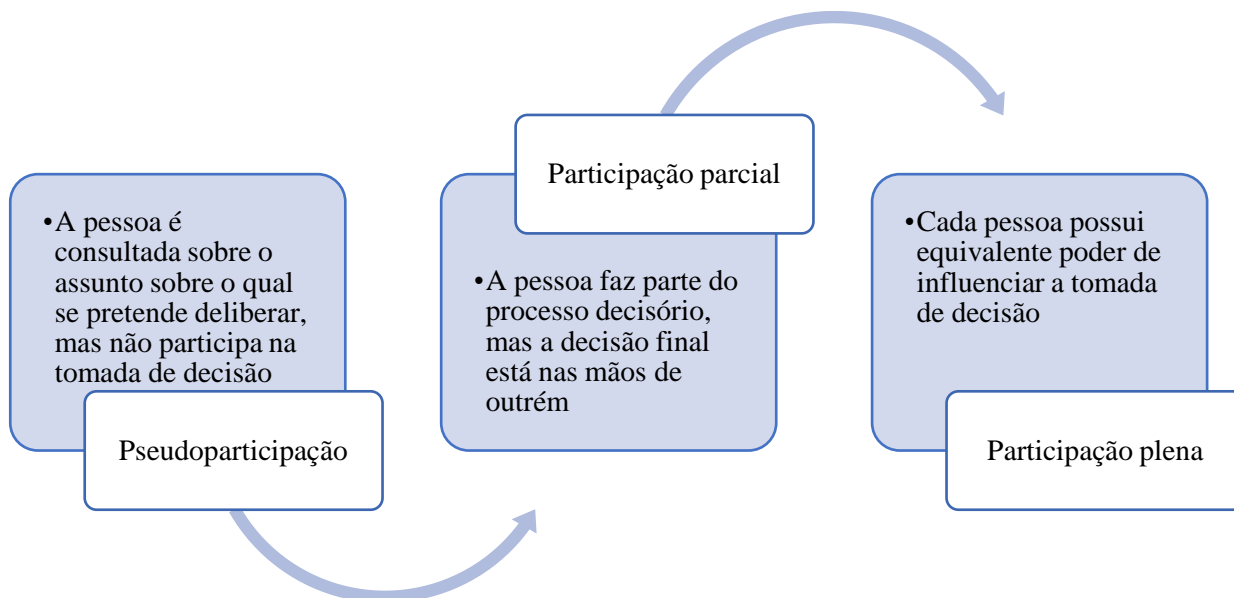 •A pessoa é
consultada sobre o
assunto sobre o qual
se pretende deliberar,
mas não participa na
tomada de decisão
Pseudoparticipação
Participação parcial
•A pessoa faz parte do
processo decisório,
mas a decisão final
está nas mãos de
outrém
•Cada pessoa possui
equivalente poder de
influenciar a tomada
de decisão
Participação plena